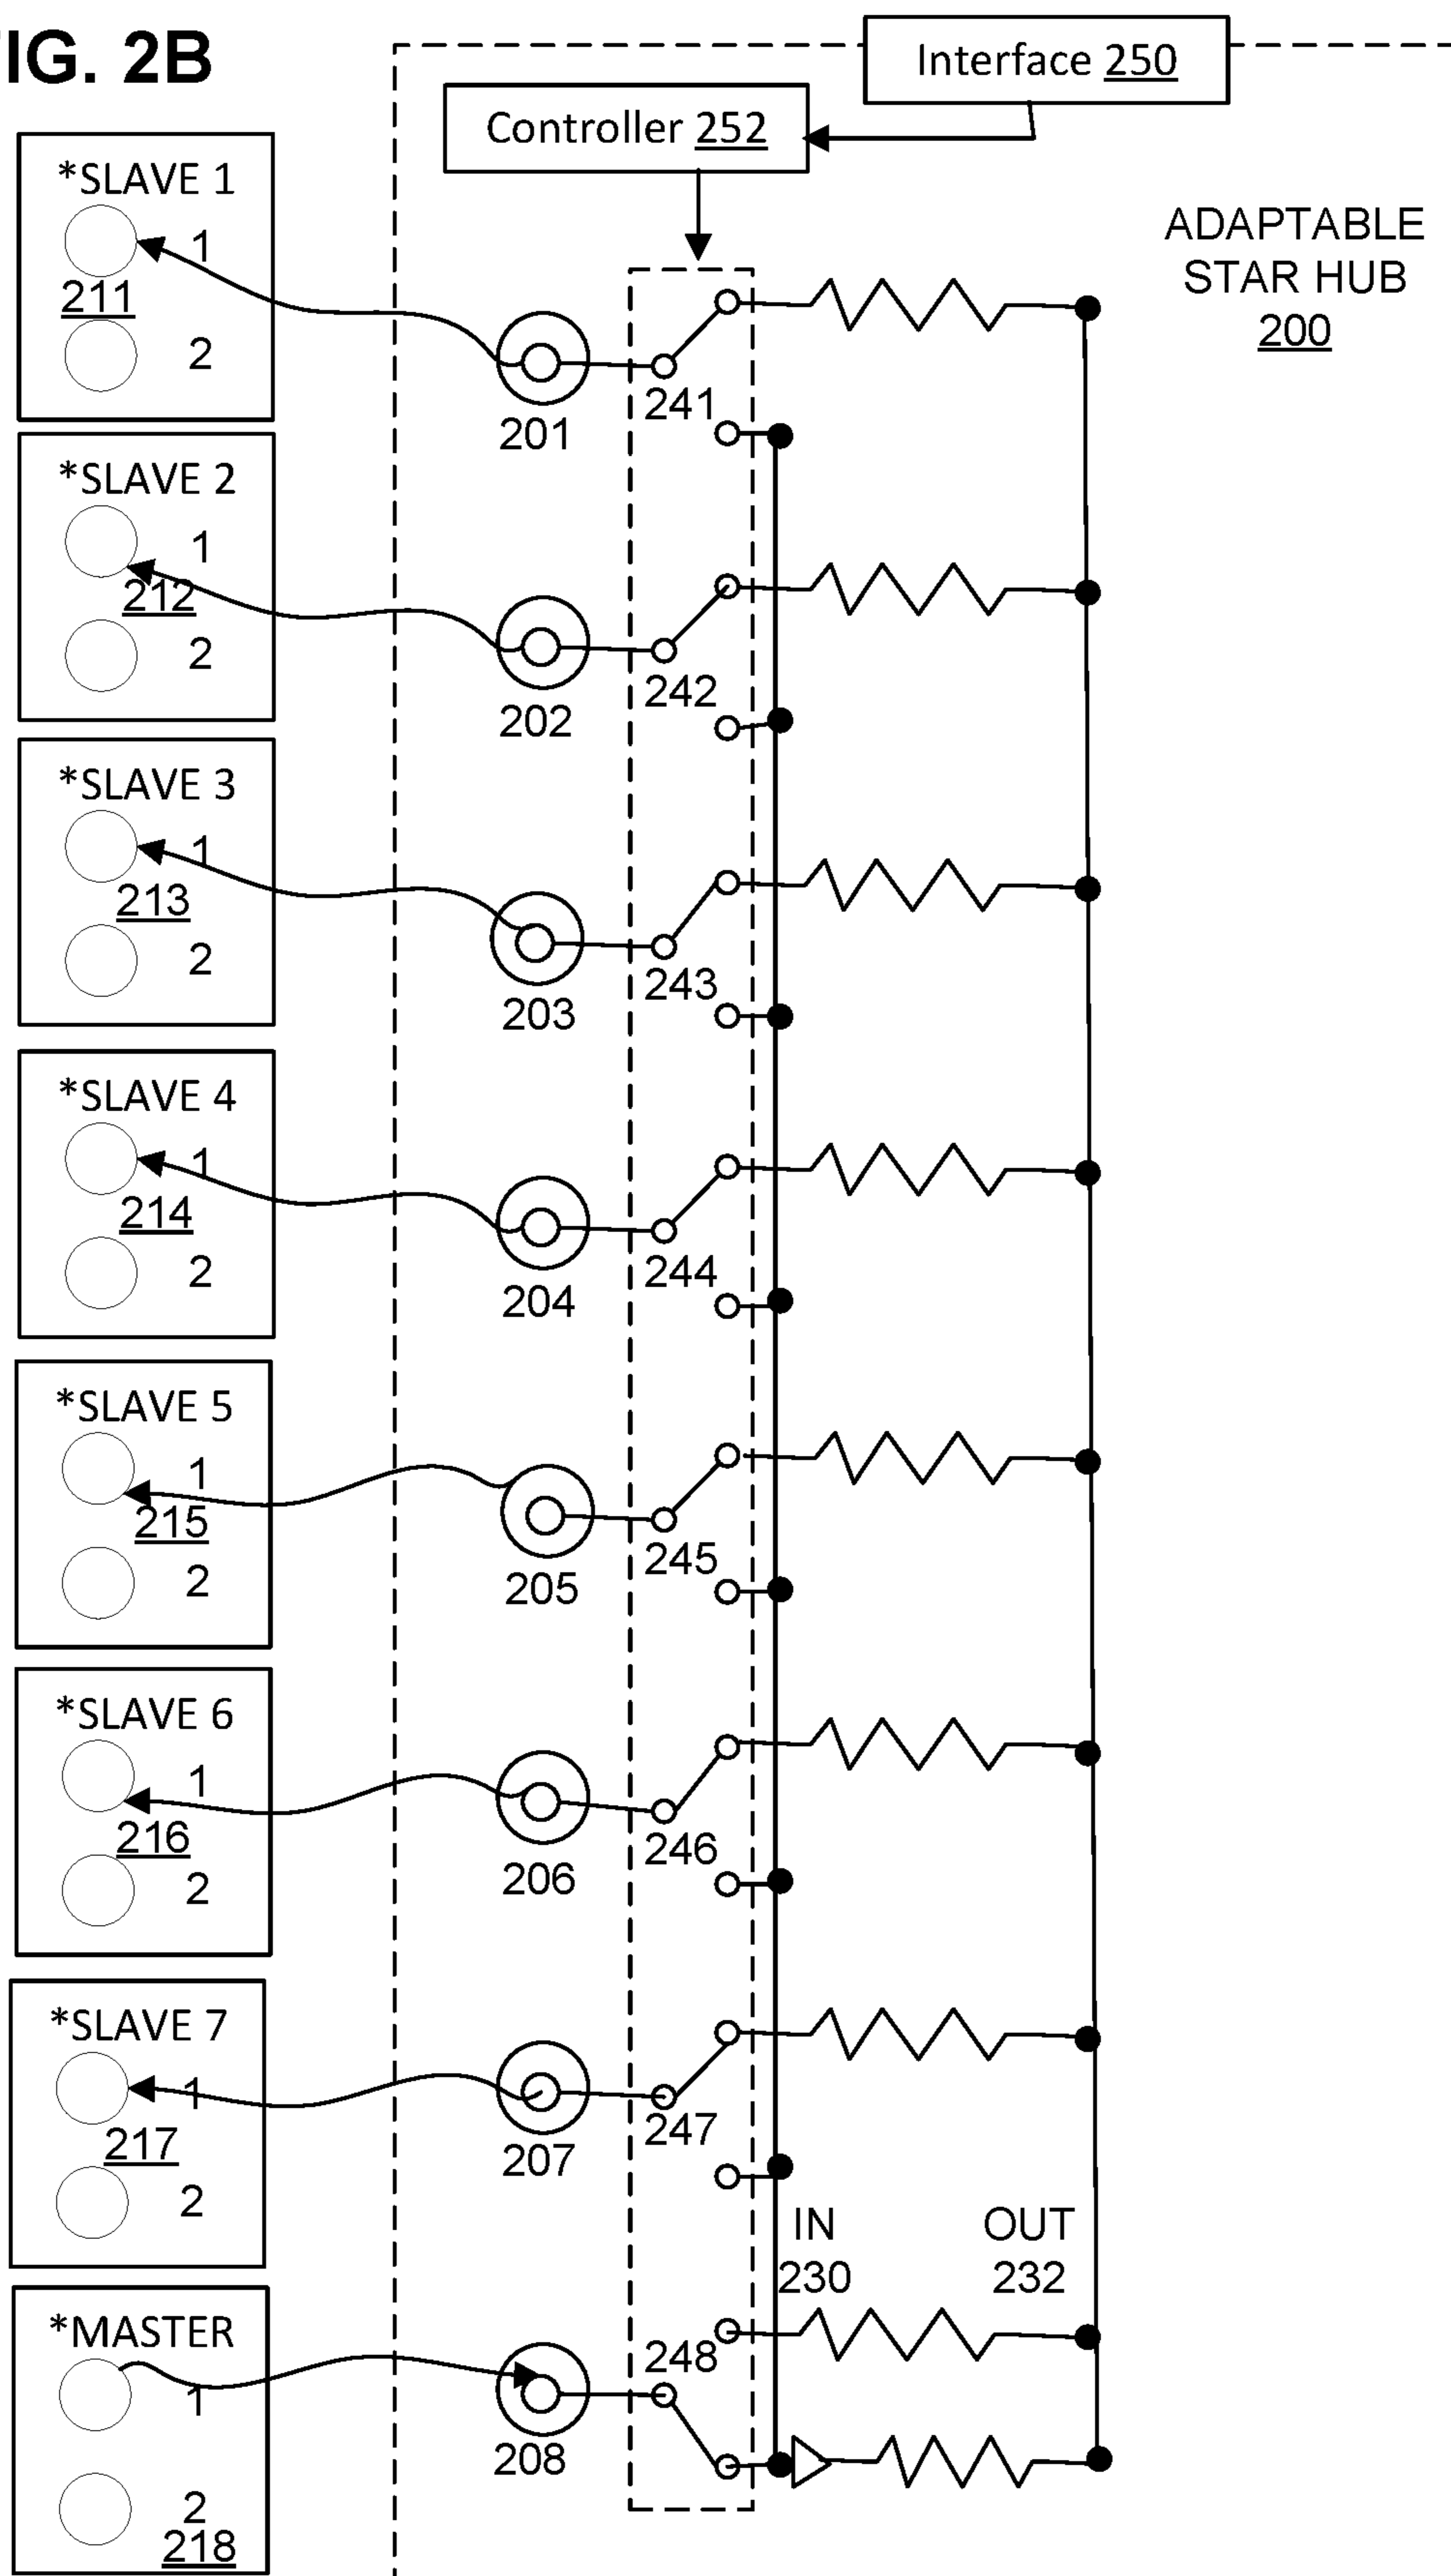 IG. 2B
Interface 250
Controller 252
ADAPTABLE
STAR HUB
200
*SLAVE 1
1
211
2
201
241
*SLAVE 2
1
212
2
202
242
*SLAVE 3
1
213
2
203
243
*SLAVE 4
1
214
2
204
244
*SLAVE 5
1
215
2
205
245
*SLAVE 6
1
216
2
206
246
*SLAVE 7
1
217
2
207
247
IN
230
OUT
232
*MASTER
1
2
218
208
248